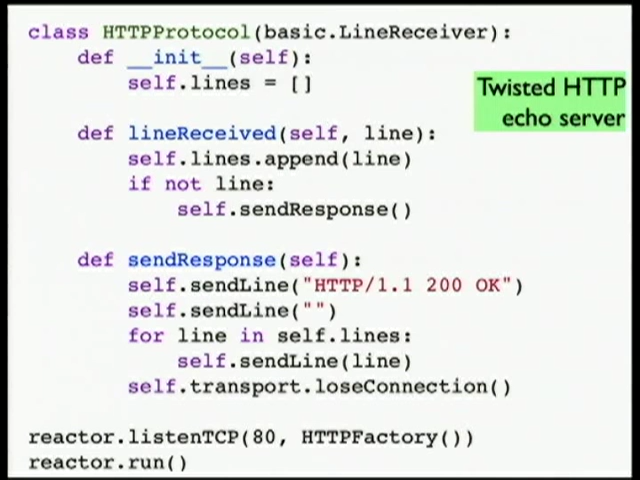 class HTTPProtocol(basic.LineReceiver):
    def __init__(self):
        self.lines = []
Twisted HTTP
echo server
    def lineReceived(self, line):
        self.lines.append(line)
        if not line:
            self.sendResponse()
    def sendResponse(self):
        self.sendLine("HTTP/1.1 200 OK")
        self.sendLine("")
        for line in self.lines:
            self.sendLine(line)
        self.transport.loseConnection()
reactor.listenTCP(80, HTTPFactory())
reactor.run()